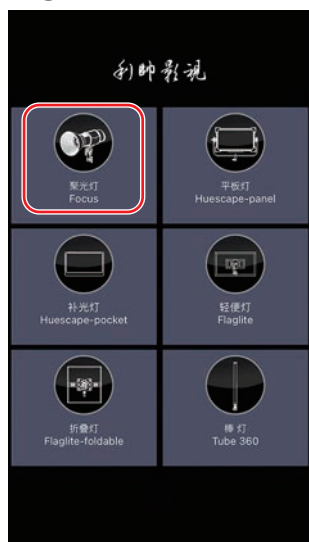 利帅影视
聚光灯
Focus
平板灯
Huescape-panel
补光灯
Huescape-pocket
轻便灯
Flaglite
折叠灯
Flaglite-foldable
棒灯
Tube 360